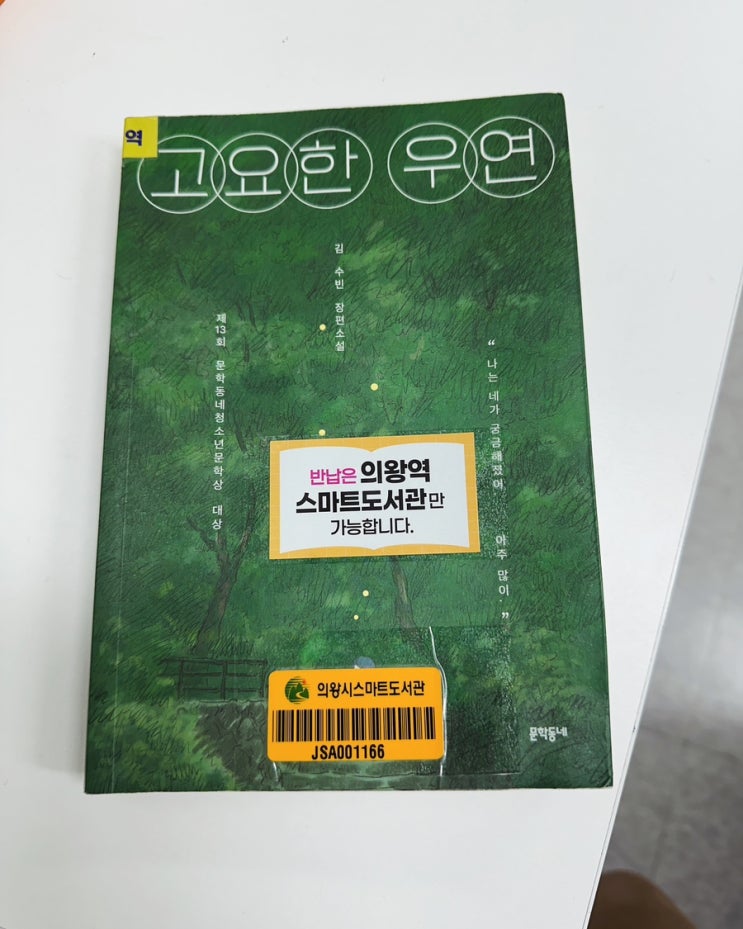 역
고요한 우연
김수빈 장편소설
제13회 문학동네청소년문학상 대상
“나는 네가 궁금해졌어
아주 많이.”
반납은 의왕역
스마트도서관만
가능합니다.
의왕시스마트도서관
JSA001166
문학동네